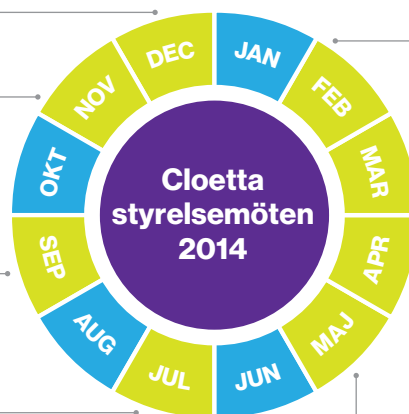 JAN
FEB
MAR
APR
MAJ
JUN
JUL
AUG
SEP
OKT
NOV
DEC
Cloetta
styrelsemöten
2014